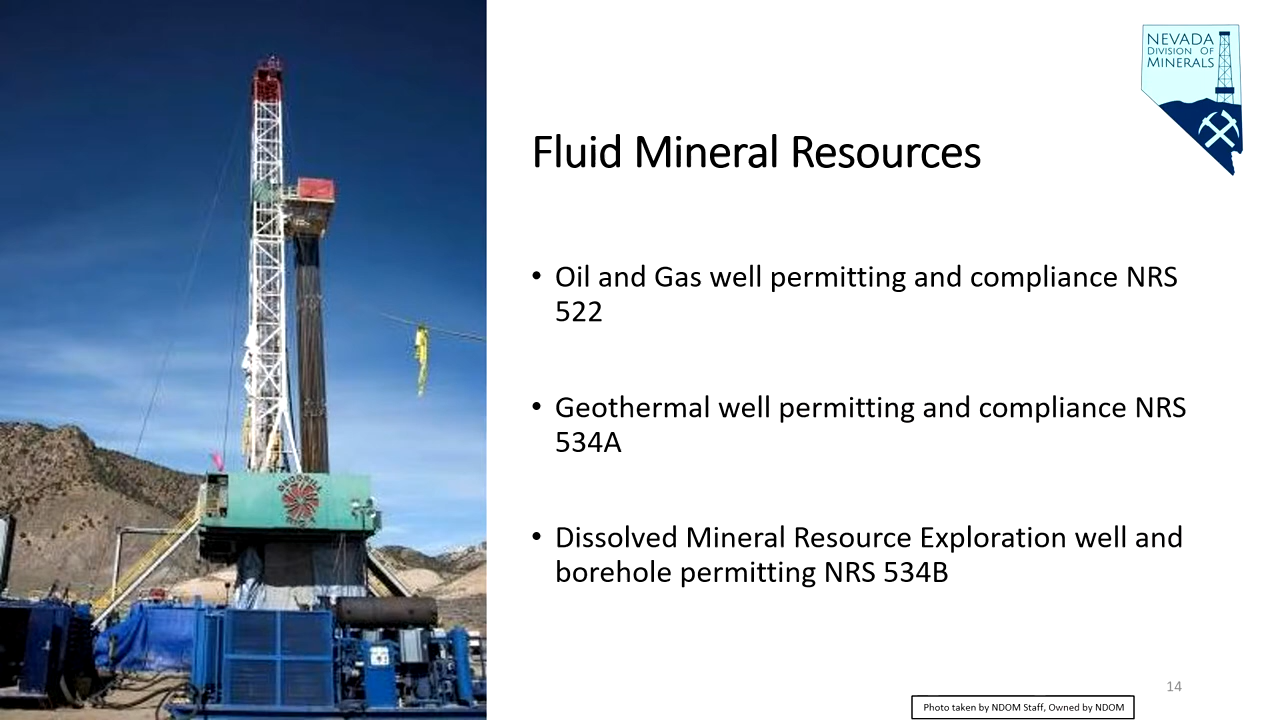 NEVADA
DIVISION OF
MINERALS
Fluid Mineral Resources
• Oil and Gas well permitting and compliance NRS
522
• Geothermal well permitting and compliance NRS
534A
• Dissolved Mineral Resource Exploration well and
borehole permitting NRS 534B
14
Photo taken by NDOM Staff, Owned by NDOM